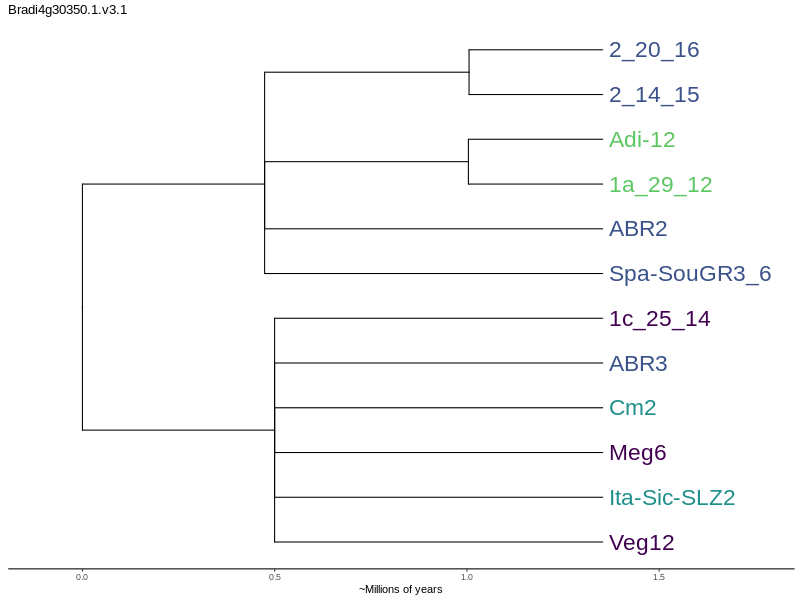 Bradi4g30350.1.v3.1
2_20_16
2_14_15
Adi-12
1a_29_12
ABR2
Spa-SouGR3_6
1c_25_14
ABR3
Cm2
Meg6
Ita-Sic-SLZ2
Veg12
0.0 0.5 1.0 1.5
~Millions of years